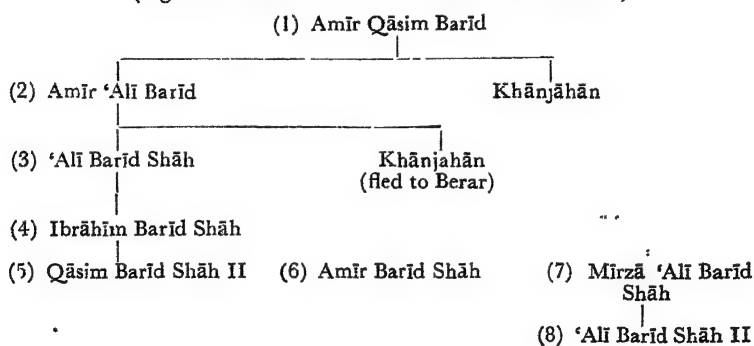 (1) Amīr Qāsim Barīd
(2) Amīr ‘Alī Barīd Khānjāhān
(3) ‘Alī Barīd Shāh Khānjahān
(fled to Berar)
(4) Ibrāhīm Barīd Shāh
(5) Qāsim Barīd Shāh II (6) Amīr Barīd Shāh (7) Mīrzā ‘Alī Barīd
Shāh
(8) ‘Alī Barīd Shāh II